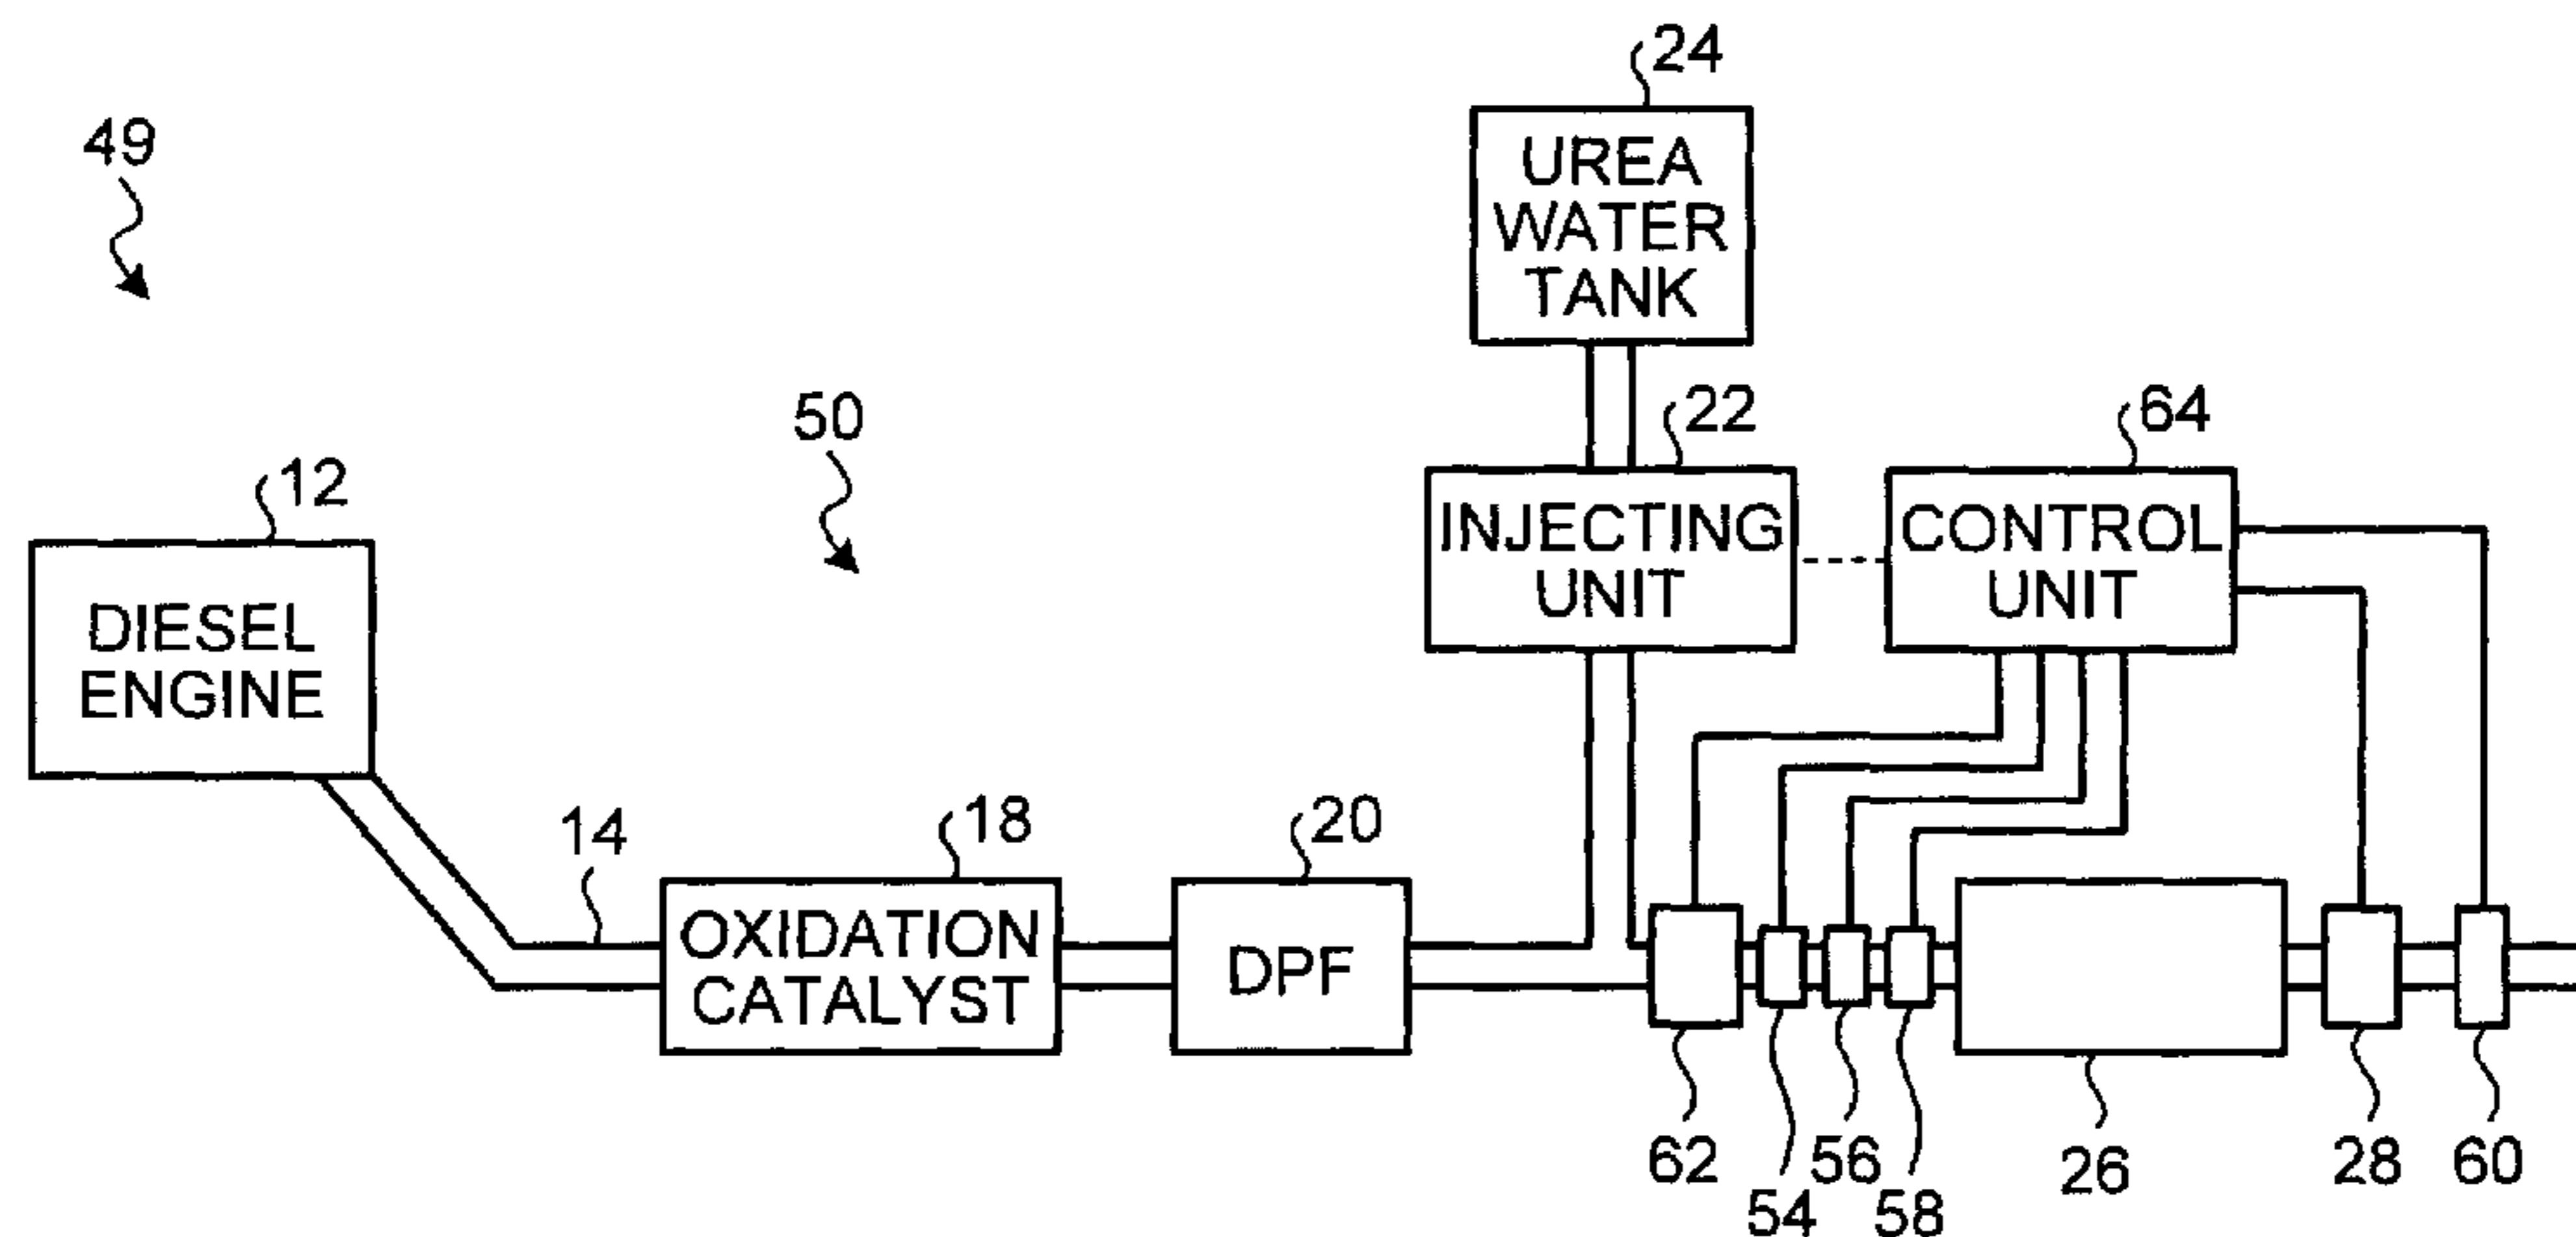 24
49
UREA
WATER
TANK
50
22
64
12
INJECTING
UNIT
CONTROL
UNIT
DIESEL
ENGINE
14
18
20
OXIDATION
CATALYST
DPF
62
54
56
58
26
28
60